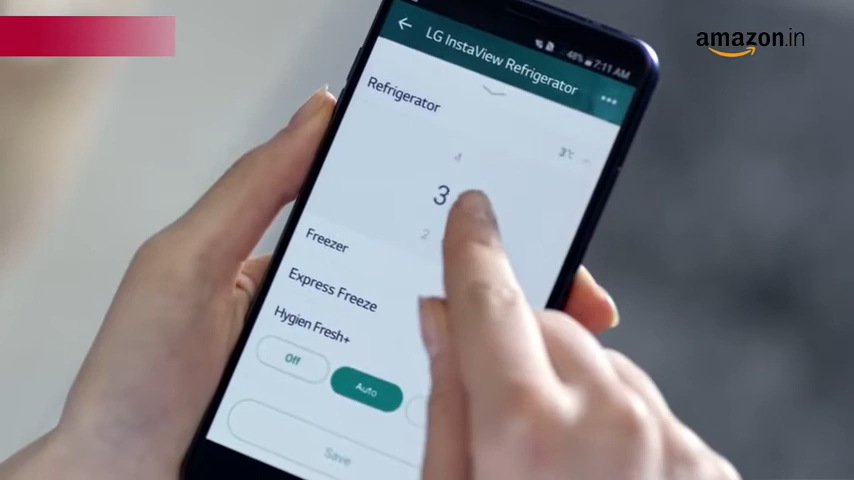 amazon.in
48% 7:11 AM
LG InstaView Refrigerator
Refrigerator
3℃
4
3
2
Freezer
Express Freeze
Hygien Fresh+
Off
Auto
Save